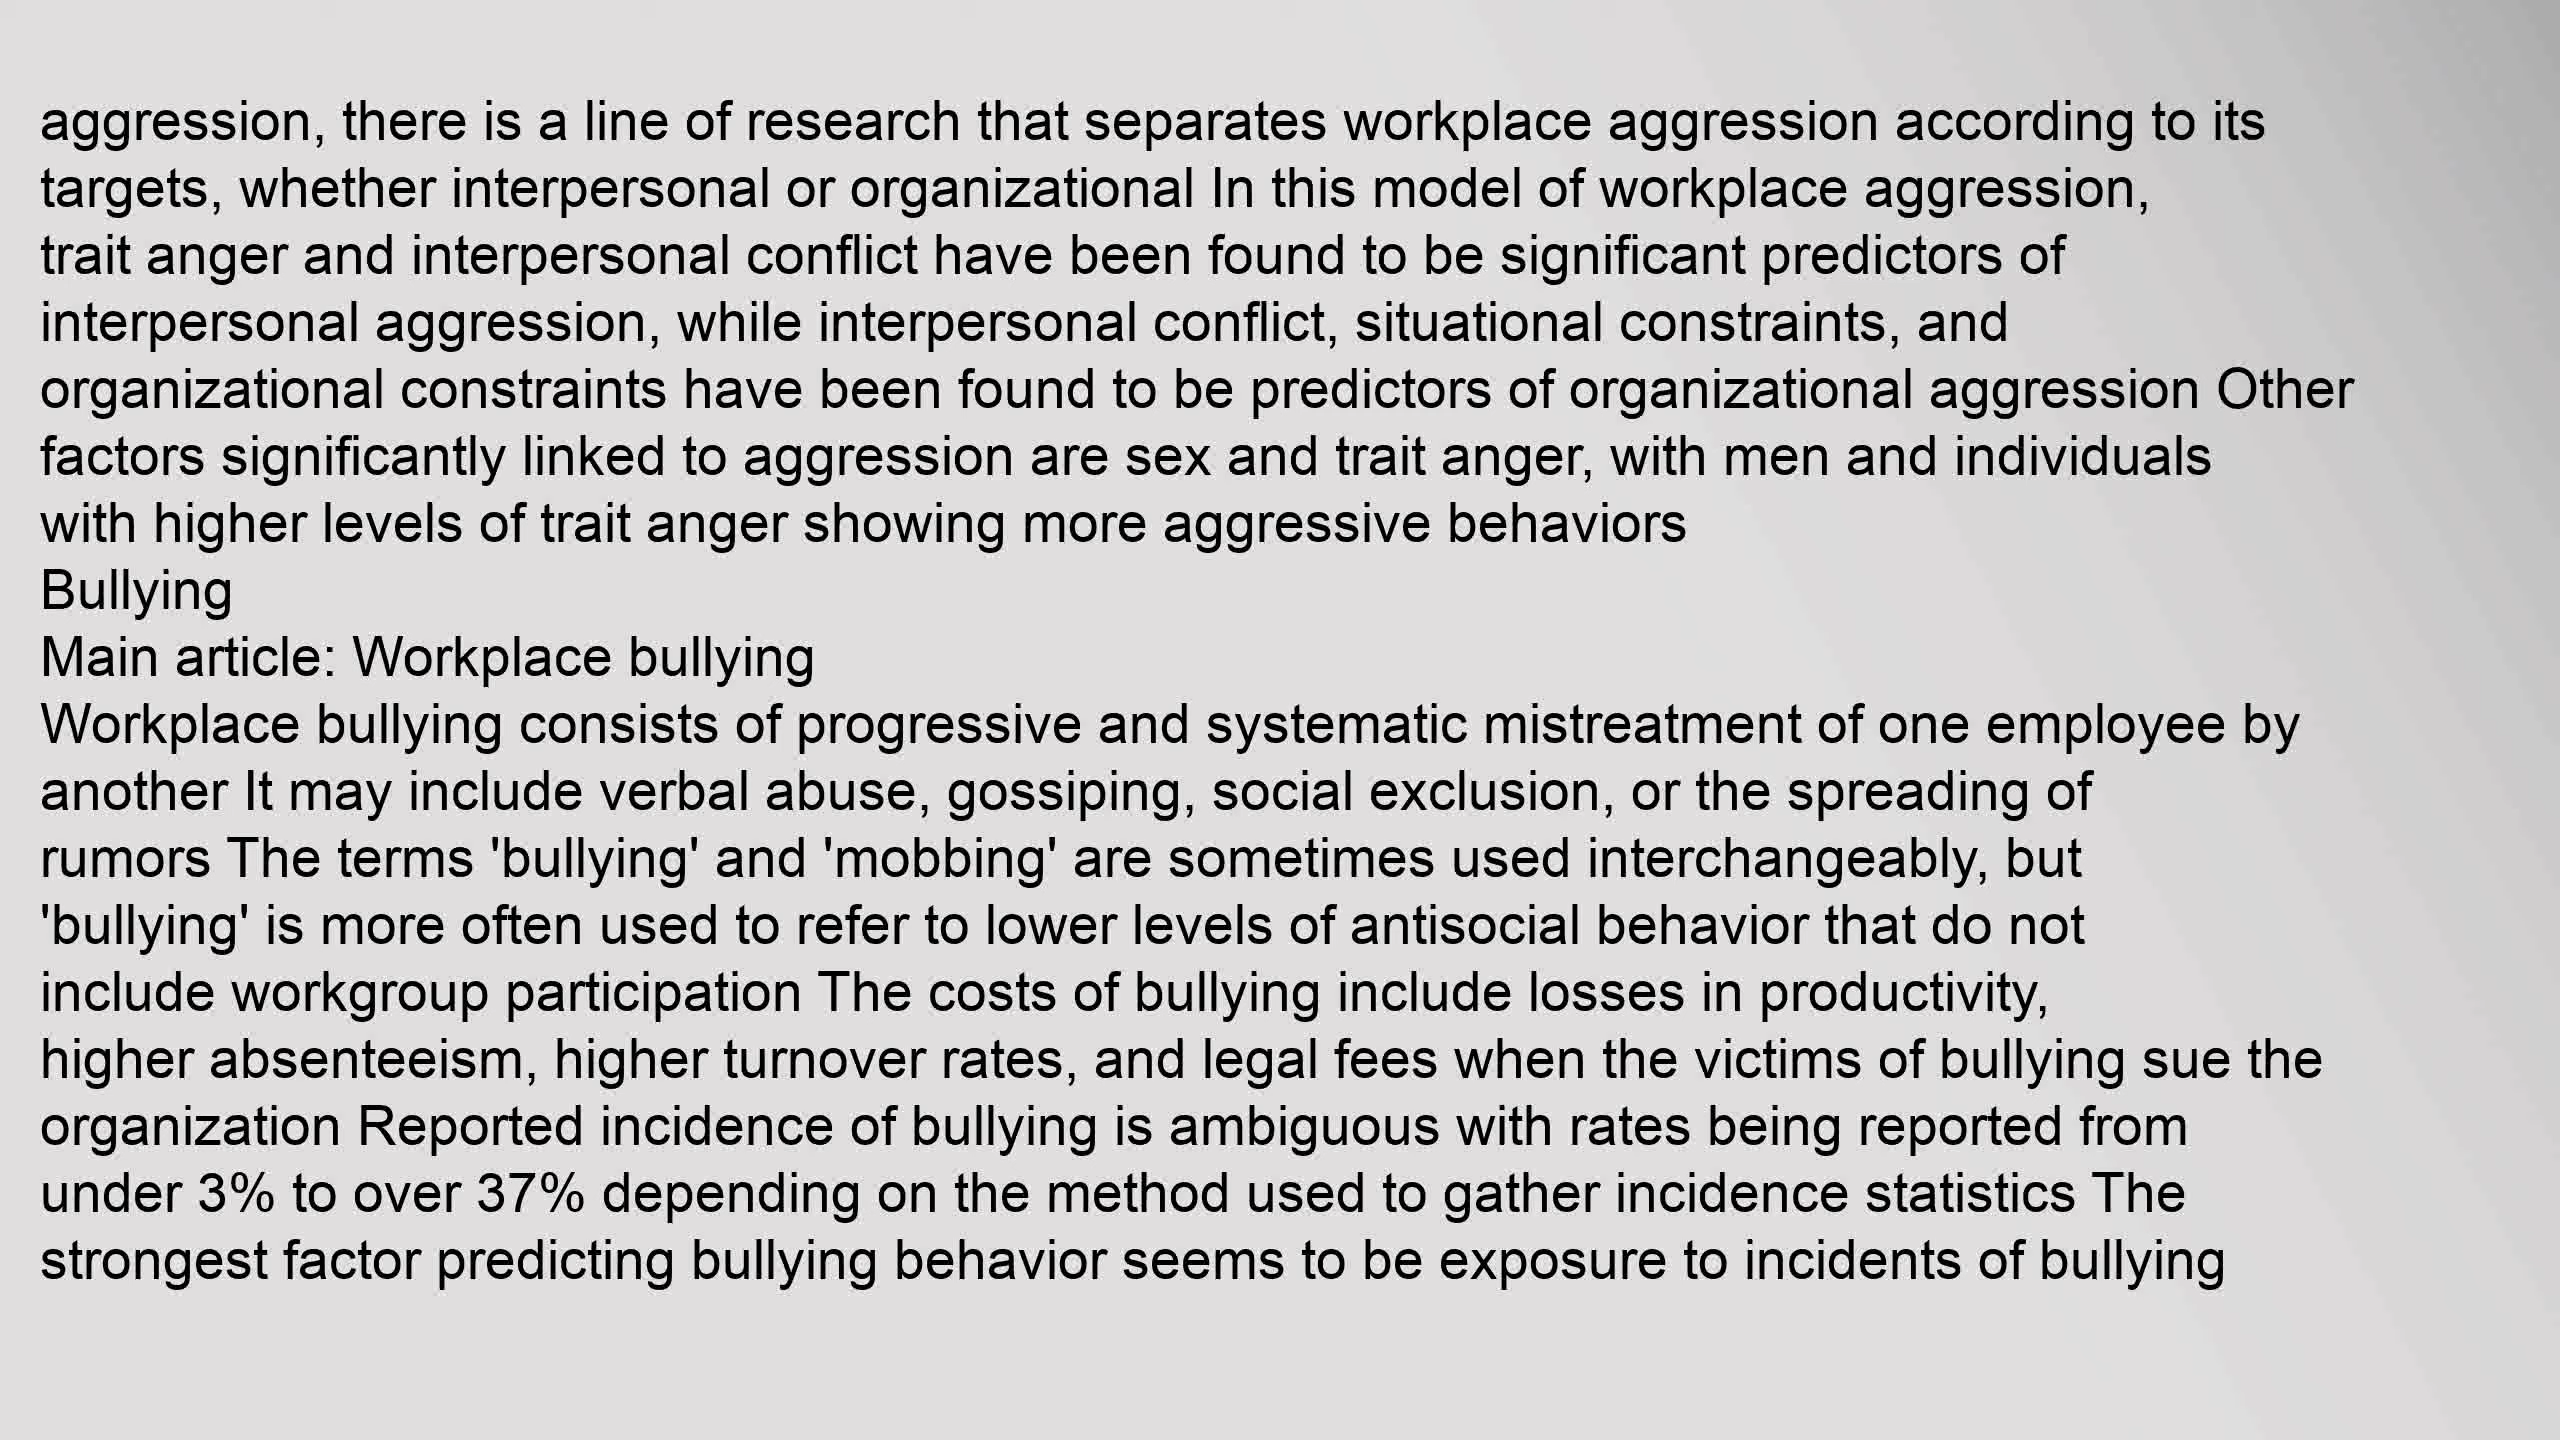 aggression, there is a line of research that separates workplace aggression according to its
targets, whether interpersonal or organizational In this model of workplace aggression,
trait anger and interpersonal conflict have been found to be significant predictors of
interpersonal aggression, while interpersonal conflict, situational constraints, and
organizational constraints have been found to be predictors of organizational aggression Other
factors significantly linked to aggression are sex and trait anger, with men and individuals
with higher levels of trait anger showing more aggressive behaviors
Bullying
Main article: Workplace bullying
Workplace bullying consists of progressive and systematic mistreatment of one employee by
another It may include verbal abuse, gossiping, social exclusion, or the spreading of
rumors The terms 'bullying' and 'mobbing' are sometimes used interchangeably, but
'bullying' is more often used to refer to lower levels of antisocial behavior that do not
include workgroup participation The costs of bullying include losses in productivity,
higher absenteeism, higher turnover rates, and legal fees when the victims of bullying sue the
organization Reported incidence of bullying is ambiguous with rates being reported from
under 3% to over 37% depending on the method used to gather incidence statistics The
strongest factor predicting bullying behavior seems to be exposure to incidents of bullying